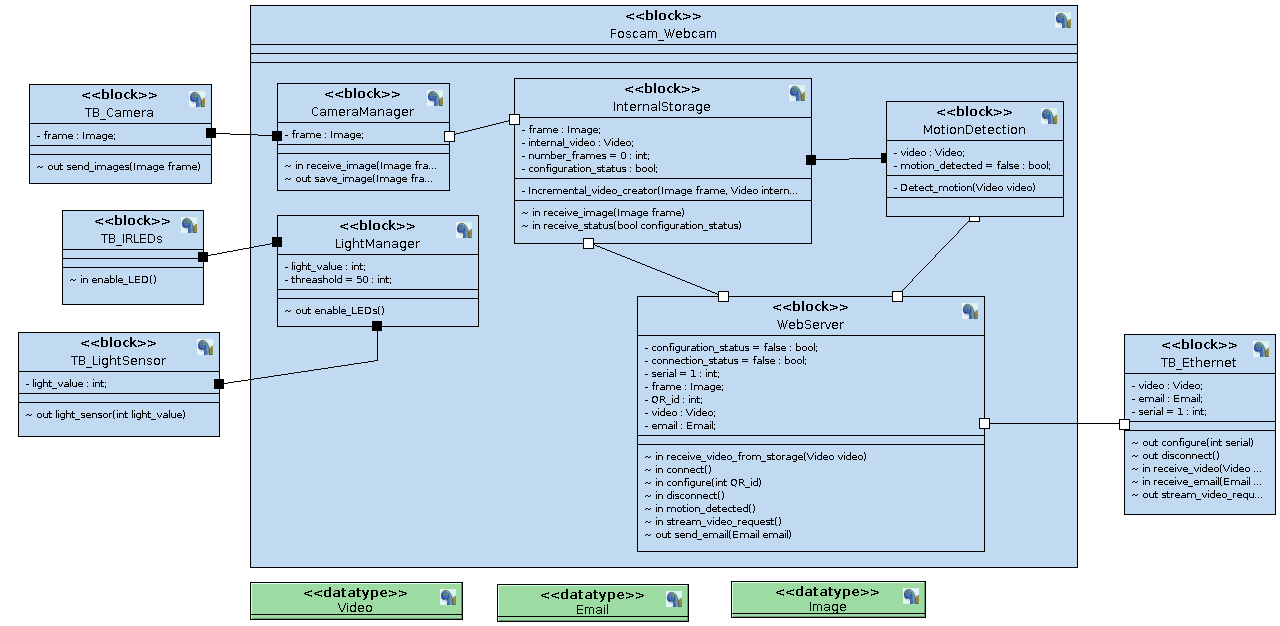 <<block>>
Foscam_Webcam
<<block>>
TB_Camera
- frame : Image;
~ out send_images(Image frame)
<<block>>
CameraManager
- frame : Image;
~ in receive_image(Image fra...
~ out save_image(Image fra...
<<block>>
InternalStorage
- frame : Image;
- internal_video : Video;
- number_frames = 0 : int;
- configuration_status : bool;
- Incremental_video_creator(Image frame, Video intern...
~ in receive_image(Image frame)
~ in receive_status(bool configuration_status)
<<block>>
MotionDetection
- video : Video;
- motion_detected = false : bool;
- Detect_motion(Video video)
<<block>>
TB_IRLEDs
~ in enable_LED()
<<block>>
LightManager
- light_value : int;
- threashold = 50 : int;
~ out enable_LEDs()
<<block>>
TB_LightSensor
- light_value : int;
~ out light_sensor(int light_value)
<<block>>
WebServer
- configuration_status = false : bool;
- connection_status = false : bool;
- serial = 1 : int;
- frame : Image;
- QR_id : int;
- video : Video;
- email : Email;
~ in receive_video_from_storage(Video video)
~ in connect()
~ in configure(int QR_id)
~ in disconnect()
~ in motion_detected()
~ in stream_video_request()
~ out send_email(Email email)
<<block>>
TB_Ethernet
- video : Video;
- email : Email;
- serial = 1 : int;
~ out configure(int serial)
~ out disconnect()
~ in receive_video(Video ...
~ in receive_email(Email ...
~ out stream_video_requ...
<<datatype>>
Video
<<datatype>>
Email
<<datatype>>
Image